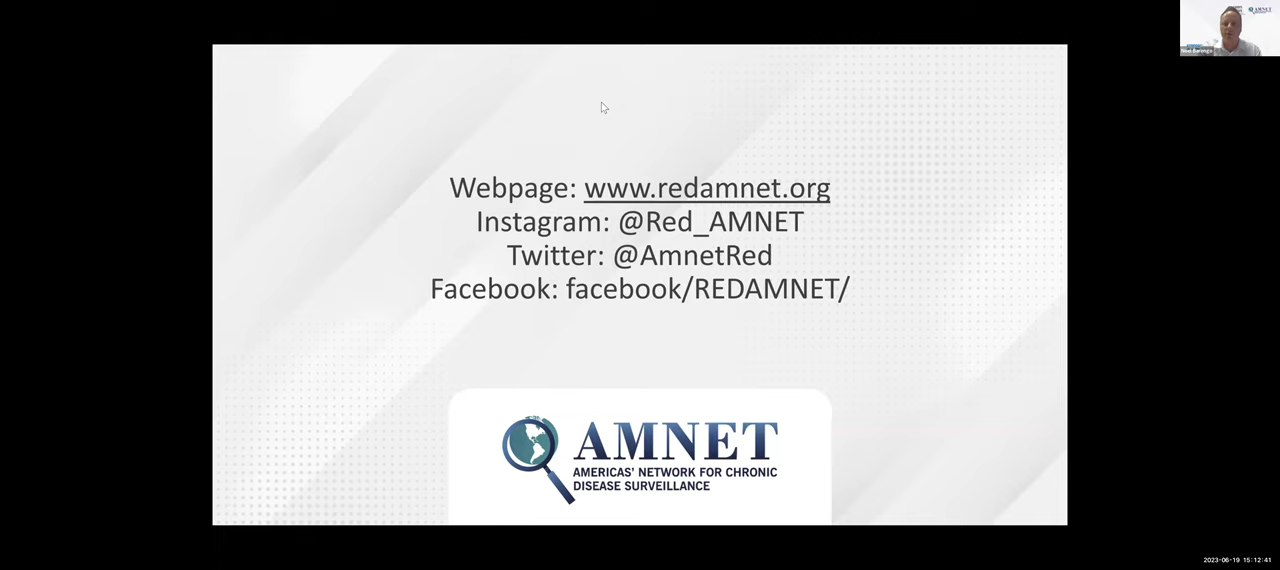 AMNET
Webpage: www.redamnet.org
Instagram: @Red_AMNET
Twitter: @AmnetRed
Facebook: facebook/REDAMNET/
AMNET
AMERICAS' NETWORK FOR CHRONIC
DISEASE SURVEILLANCE
2023-06-19 15:12:41